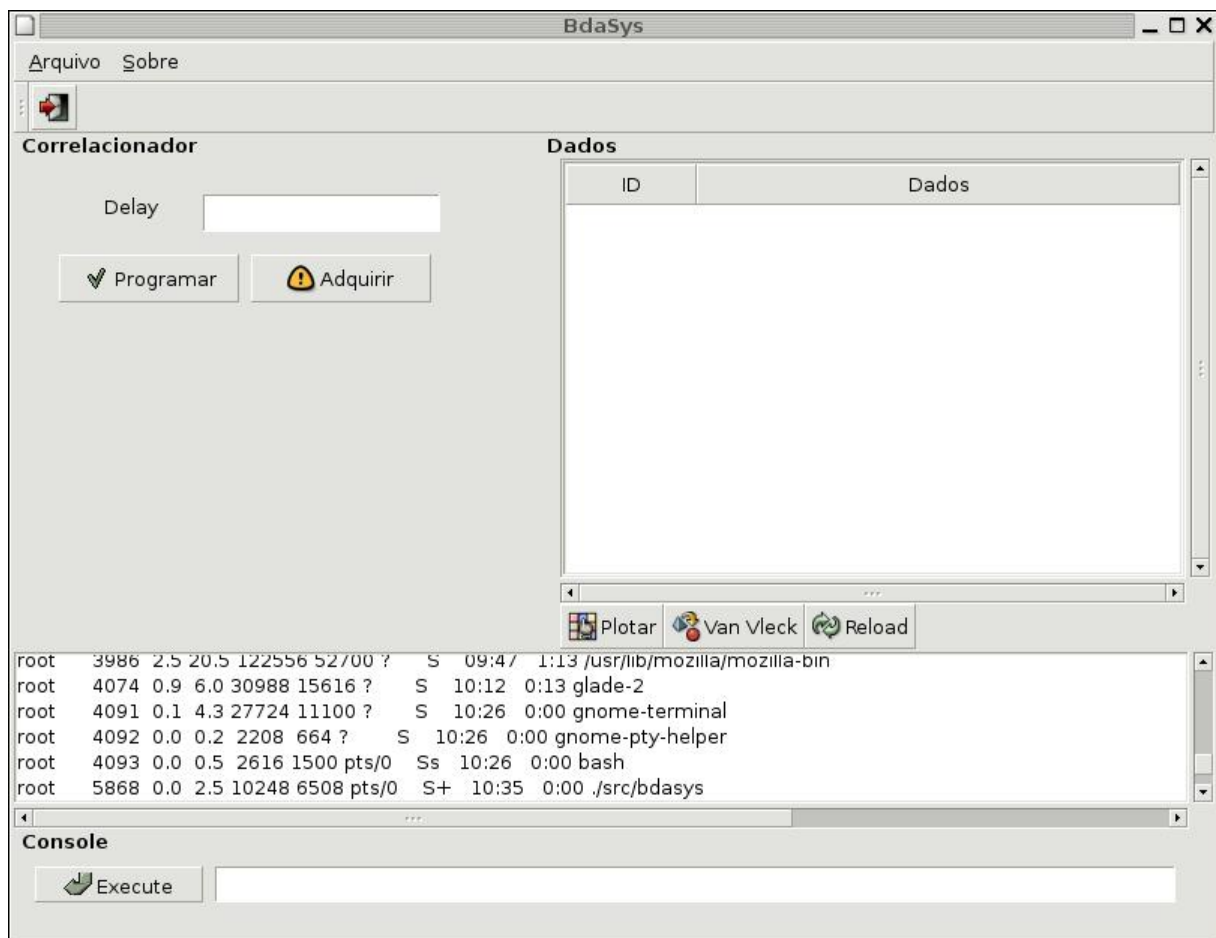 BdaSys
Arquivo Sobre
Correlacionador
Delay
Programar Adquirir
Dados
ID Dados
Plotar Van Vleck Reload
root 3986 2.5 20.5 122556 52700 ? S 09:47 1:13 /usr/lib/mozilla/mozilla-bin
root 4074 0.9 6.0 30988 15616 ? S 10:12 0:13 glade-2
root 4091 0.1 4.3 27724 11100 ? S 10:26 0:00 gnome-terminal
root 4092 0.0 0.2 2208 664 ? S 10:26 0:00 gnome-pty-helper
root 4093 0.0 0.5 2616 1500 pts/0 Ss 10:26 0:00 bash
root 5868 0.0 2.5 10248 6508 pts/0 S+ 10:35 0:00 ./src/bdasys
Console
Execute